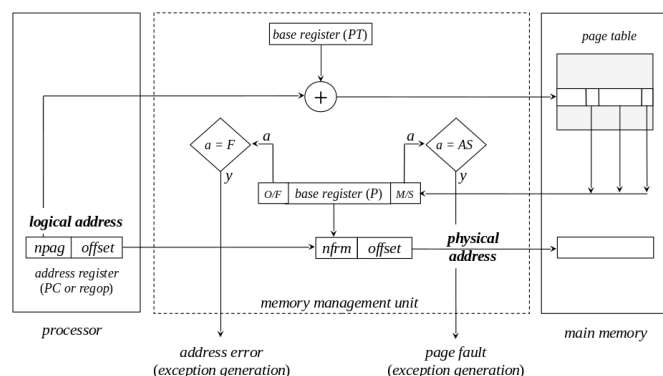 base register (PT)
page table
+
a
a
a = F
a = AS
y
y
O/F
base register (P)
M/S
logical address
npag
offset
nfrm
offset
physical
address
address register
(PC or regop)
memory management unit
processor
main memory
address error
(exception generation)
page fault
(exception generation)